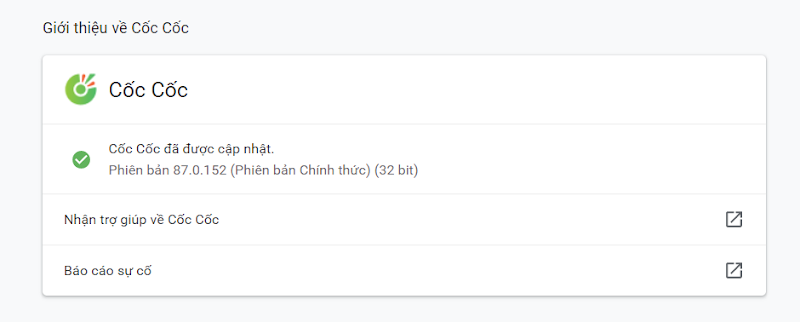 Giới thiệu về Cốc Cốc
Cốc Cốc
Cốc Cốc đã được cập nhật.
Phiên bản 87.0.152 (Phiên bản Chính thức) (32 bit)
Nhận trợ giúp về Cốc Cốc
Báo cáo sự cố